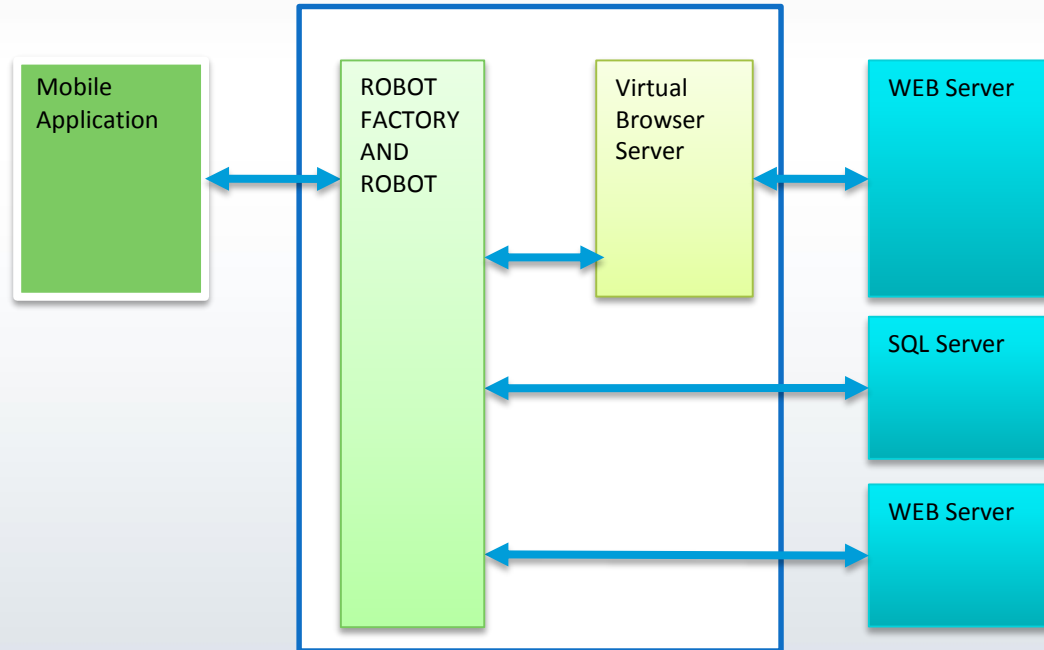 Mobile
Application
ROBOT
FACTORY
AND
ROBOT
Virtual
Browser
Server
WEB Server
SQL Server
WEB Server